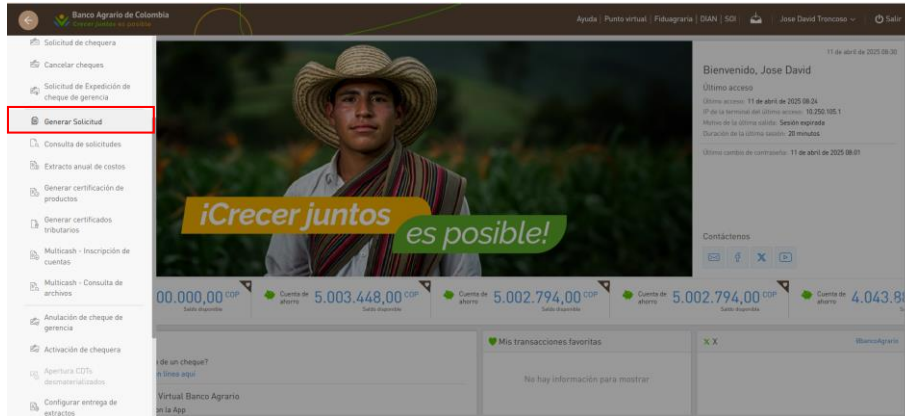 Banco Agrario de Colombia
Crecer juntos es posible
Ayuda | Punto virtual | Fiduagraria | DIAN | SOI
Jose David Troncoso
Salir
Solicitud de chequera
Cancelar cheques
Solicitud de Expedición de
cheque de gerencia
Generar Solicitud
Consulta de solicitudes
Extracto anual de costos
Generar certificación de
productos
Generar certificados
tributarios
Multicash - Inscripción de
cuentas
Multicash - Consulta de
archivos
Anulación de cheque de
gerencia
Activación de chequera
Apertura CDTs
desmaterializados
Configurar entrega de
extractos
¡Crecer juntos
es posible!
11 de abril de 2025 08:30
Bienvenido, Jose David
Último acceso
Último acceso: 11 de abril de 2025 08:24
IP de la terminal del último acceso: 10.250.105.1
Motivo de la última salida: Sesión expirada
Duración de la última sesión: 20 minutos
Último cambio de contraseña: 11 de abril de 2025 08:01
Contáctenos
00.000,00 COP
Saldo disponible
Cuenta de
ahorro
5.003.448,00 COP
Saldo disponible
Cuenta de
ahorro
5.002.794,00 COP
Saldo disponible
Cuenta de
ahorro
5.002.794,00 COP
Saldo disponible
Cuenta de
ahorro
4.043.8
o de un cheque?
en línea aquí
Virtual Banco Agrario
on la App
Mis transacciones favoritas
No hay información para mostrar
X
@BancoAgrario